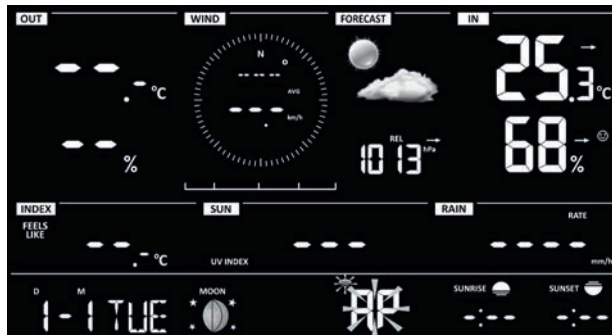 OUT
--.- °C
-- %
WIND
N
--- °
AVG
---.- km/h
FORECAST
REL
1013 hPa
IN
25.3 °C
68 %
INDEX
FEELS LIKE
--.- °C
SUN
UV INDEX ---
RAIN
RATE
---- mm/h
D M
1-1 TUE
MOON
AP
SUNRISE
-:--
SUNSET
-:--